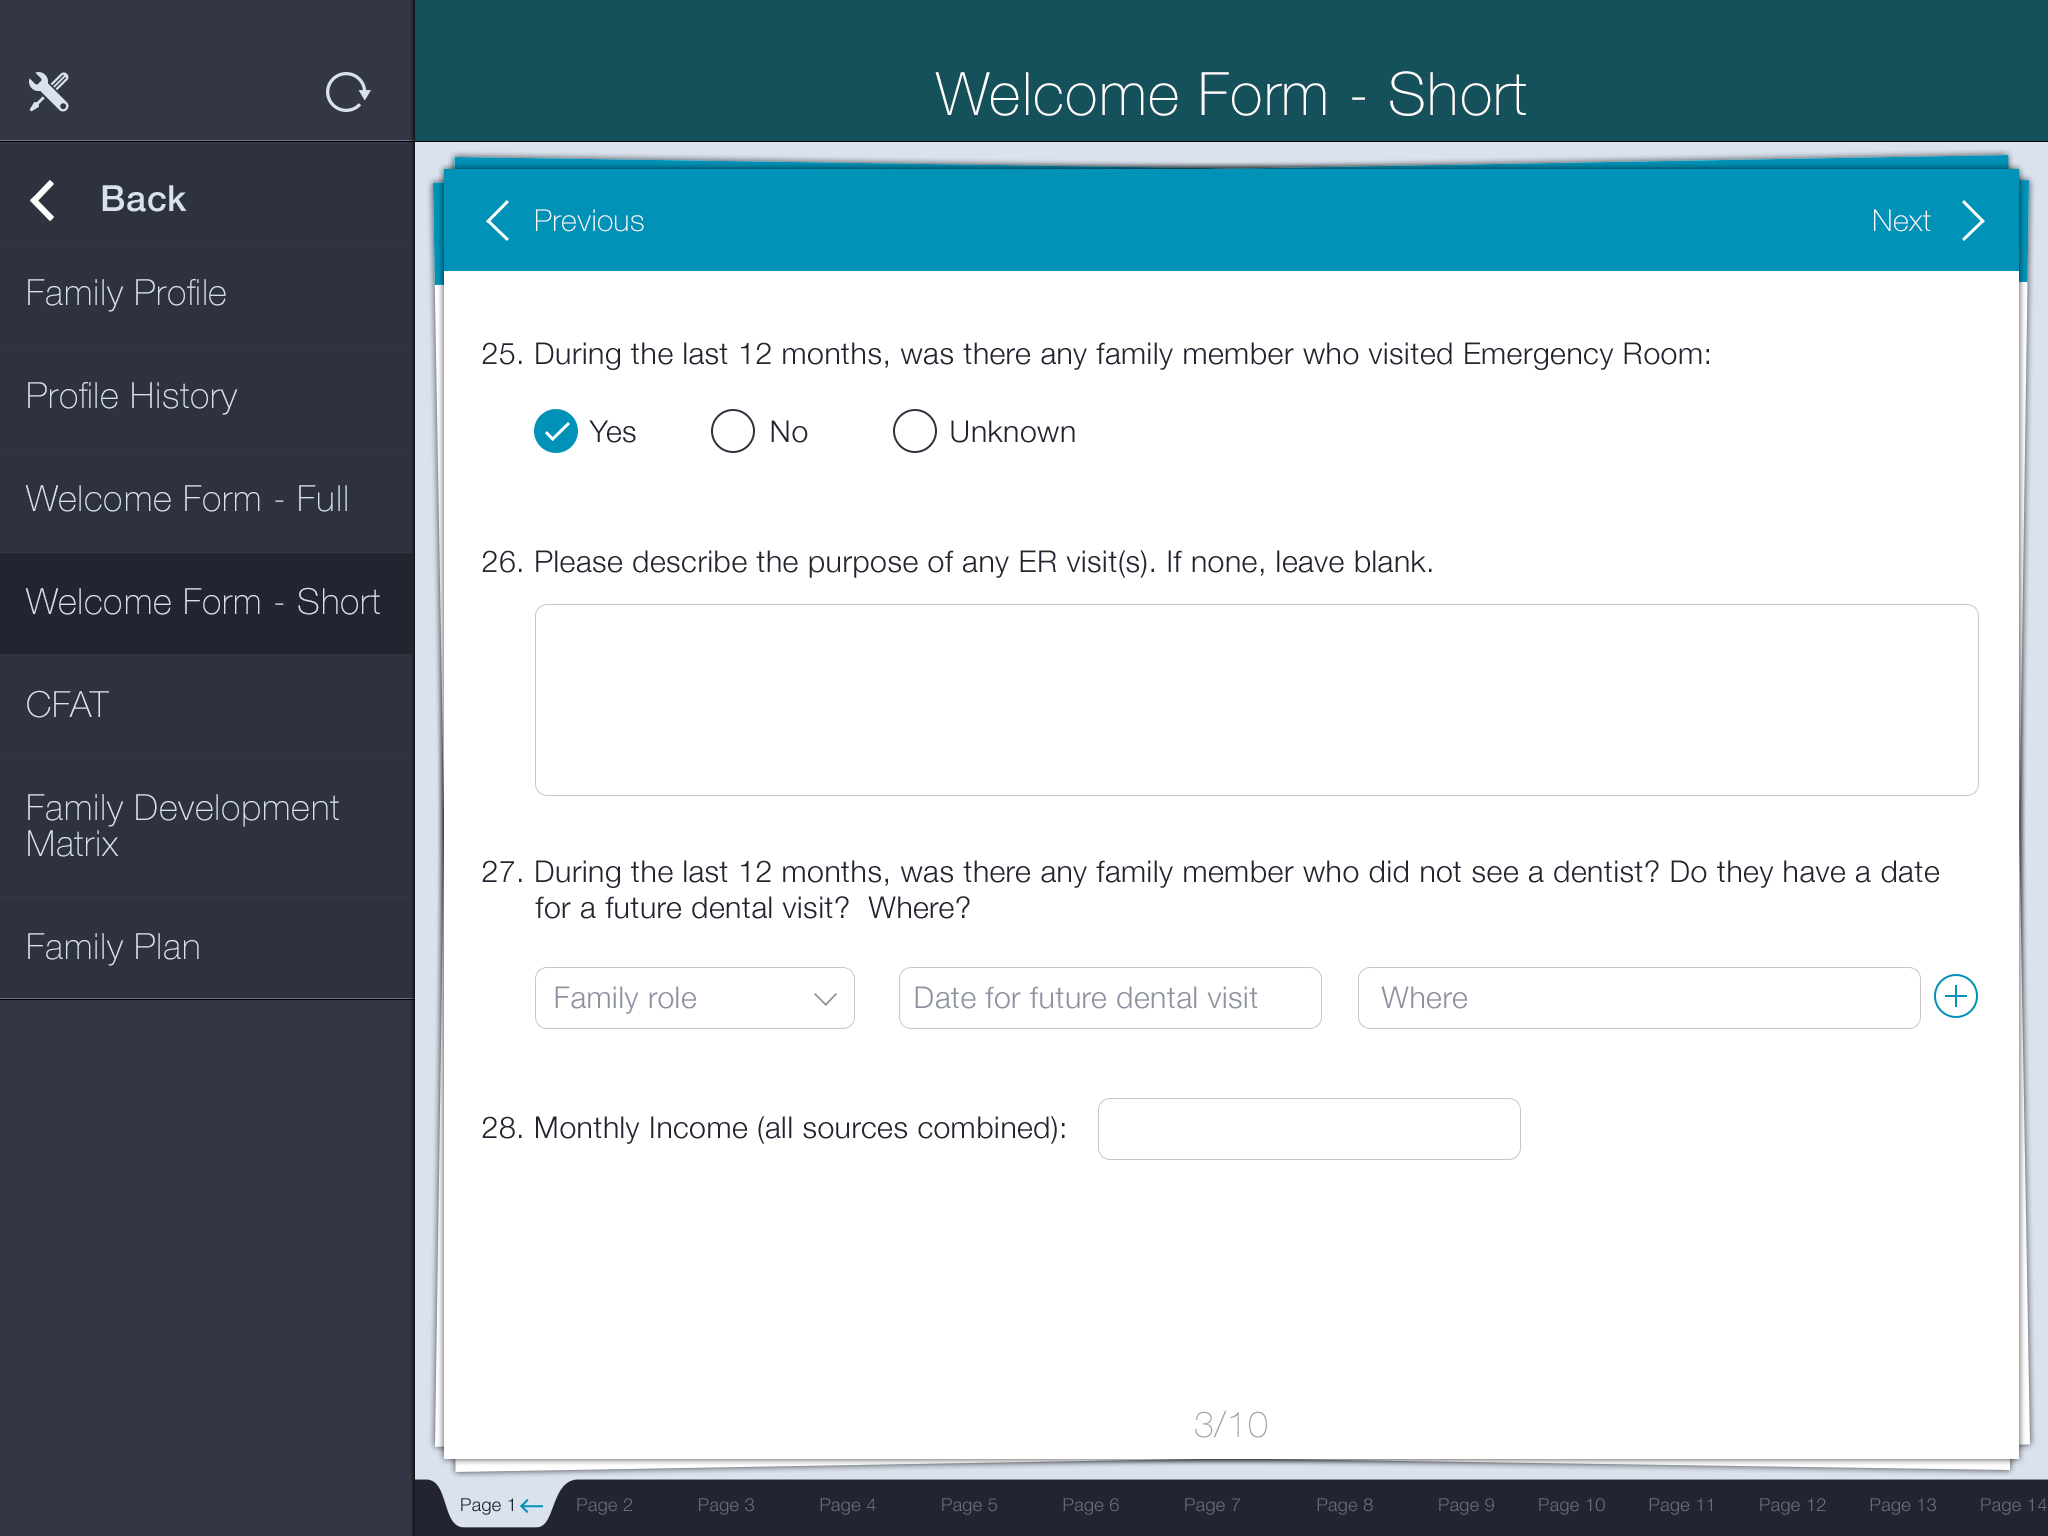 Welcome Form - Short
Back
Family Profile
Profile History
Welcome Form - Full
Welcome Form - Short
CFAT
Family Development
Matrix
Family Plan
Previous
Next
25. During the last 12 months, was there any family member who visited Emergency Room:
Yes No Unknown
26. Please describe the purpose of any ER visit(s). If none, leave blank.
27. During the last 12 months, was there any family member who did not see a dentist? Do they have a date
for a future dental visit?  Where?
Family role Date for future dental visit Where
28. Monthly Income (all sources combined):
3/10
Page 1 Page 2 Page 3 Page 4 Page 5 Page 6 Page 7 Page 8 Page 9 Page 10 Page 11 Page 12 Page 13 Page 14